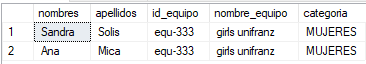 nombres apellidos id_equipo nombre_equipo categoria
1 Sandra Solis equ-333 girls unifranz MUJERES
2 Ana Mica equ-333 girls unifranz MUJERES